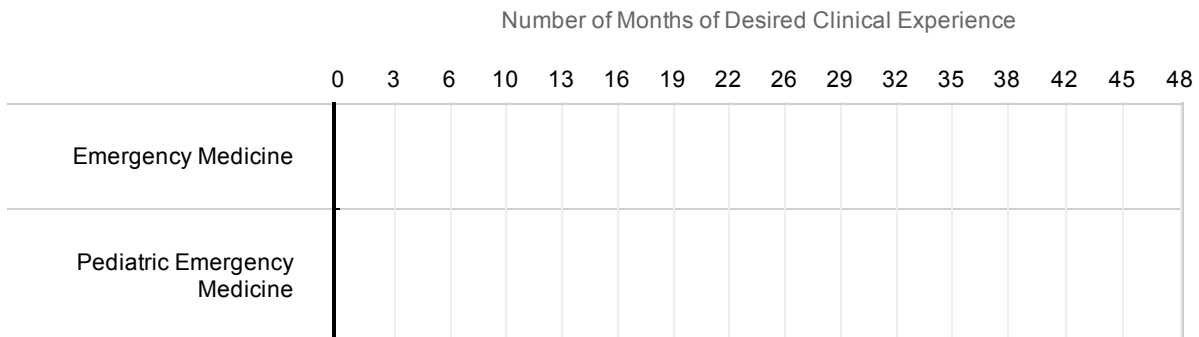 Number of Months of Desired Clinical Experience
0 3 6 10 13 16 19 22 26 29 32 35 38 42 45 48
Emergency Medicine
Pediatric Emergency
Medicine